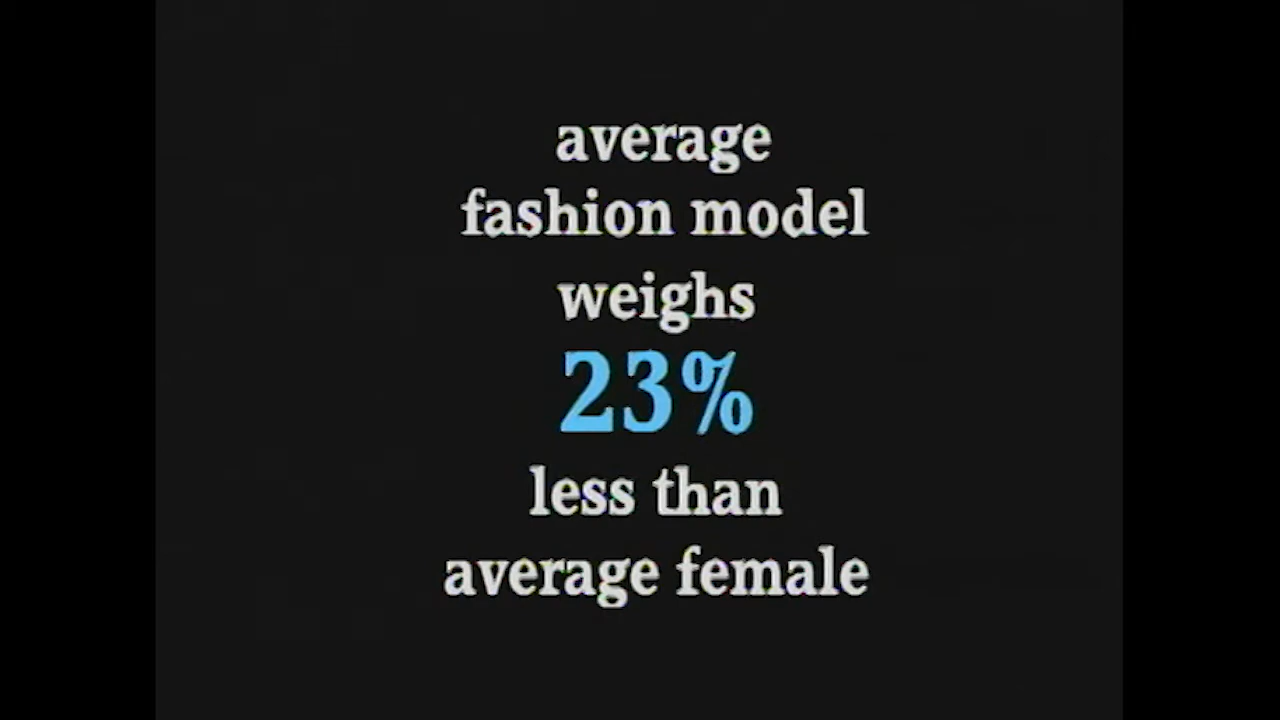 average
fashion model
weighs
23%
less than
average female